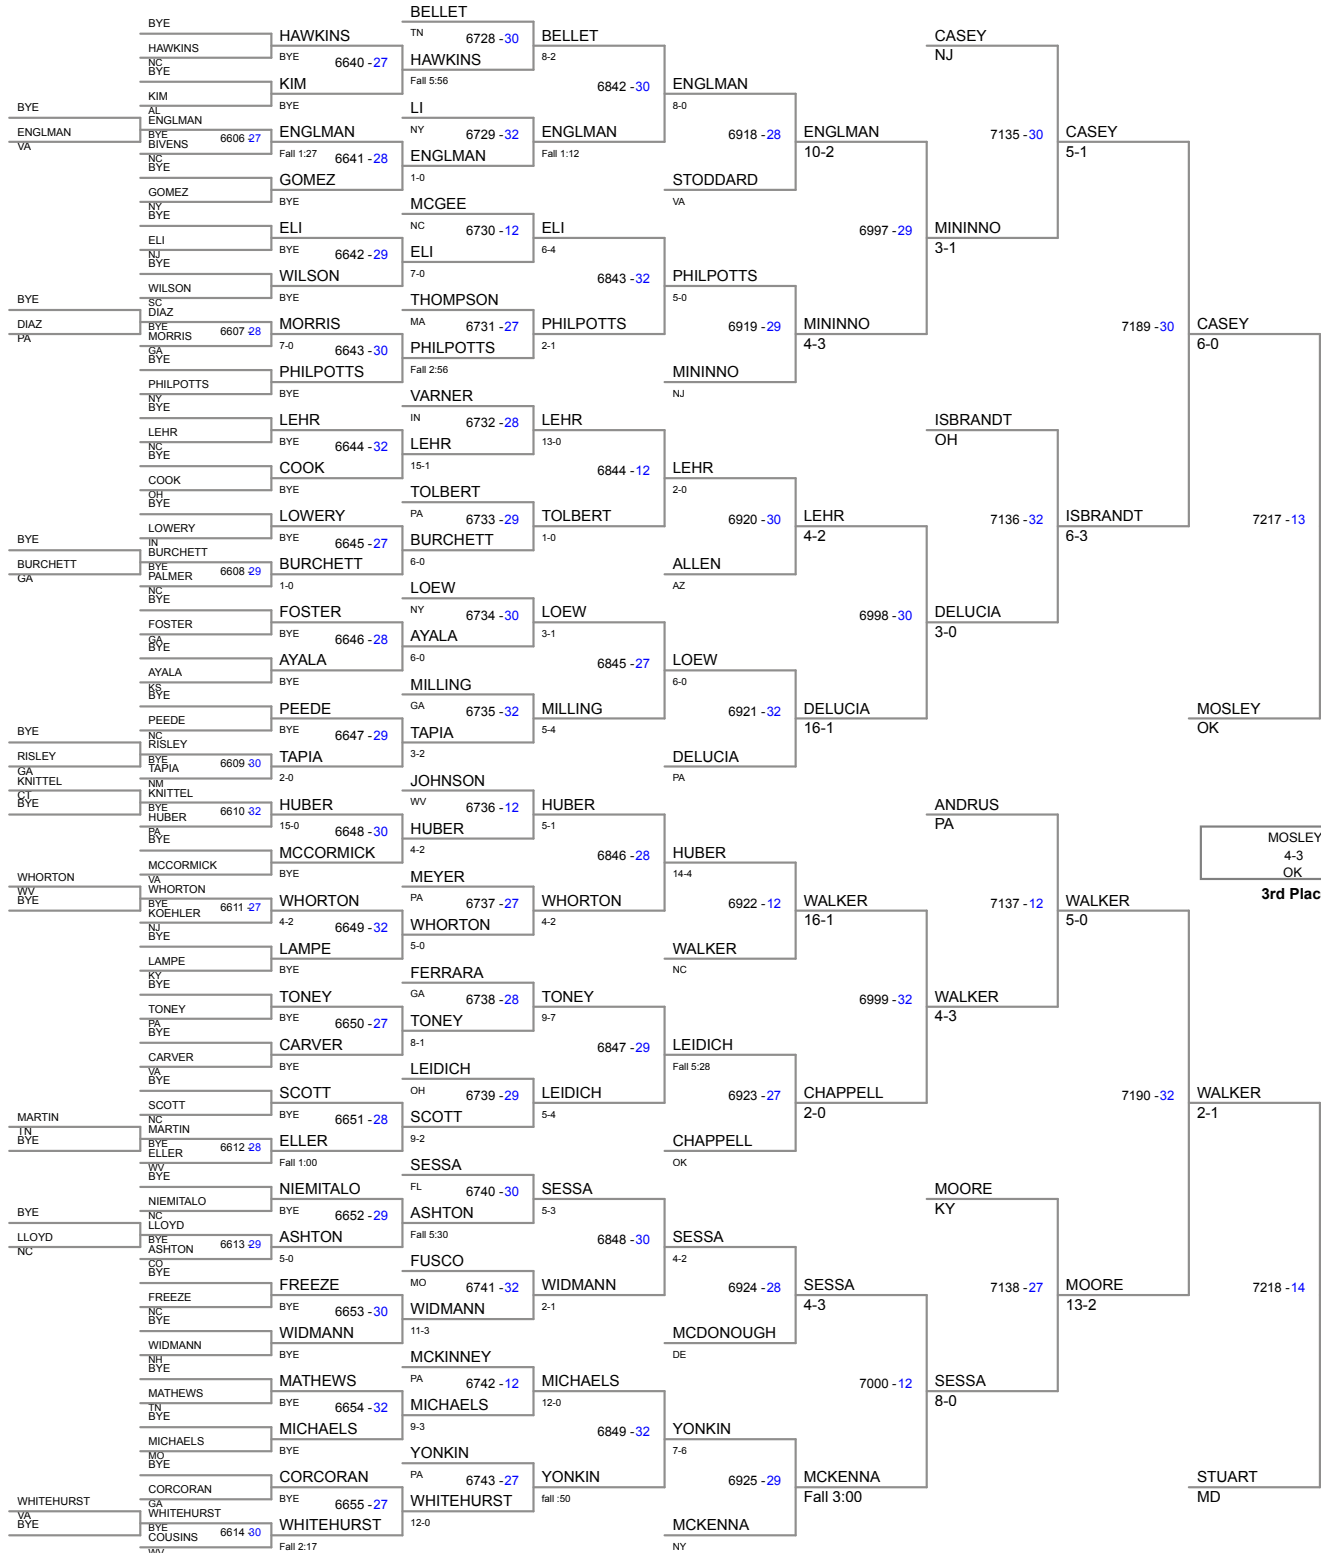 BYE
ENGLMAN
VA
BYE
DIAZ
PA
BYE
BURCHETT
GA
BYE
RISLEY
GA
KNITTEL
CT
BYE
WHORTON
WV
BYE
MARTIN
TN
BYE
BYE
LLOYD
NC
WHITEHURST
VA
BYE
BYE
HAWKINS
NC
BYE
KIM
AL
ENGLMAN
BYE
BIVENS
6606 -27
NC
BYE
GOMEZ
NY
BYE
ELI
NJ
BYE
WILSON
SC
DIAZ
BYE
MORRIS
6607 -28
GA
BYE
PHILPOTTS
NY
BYE
LEHR
NC
BYE
COOK
OH
BYE
LOWERY
IN
BURCHETT
BYE
PALMER
6608 -29
NC
BYE
FOSTER
GA
BYE
AYALA
KS
BYE
PEEDE
NC
RISLEY
BYE
TAPIA
6609 -30
NM
KNITTEL
BYE
HUBER
6610 -32
PA
BYE
MCCORMICK
VA
WHORTON
BYE
KOEHLER
6611 -27
NJ
BYE
LAMPE
KY
BYE
TONEY
PA
BYE
CARVER
VA
BYE
SCOTT
NC
MARTIN
BYE
ELLER
6612 -28
WV
BYE
NIEMITALO
NC
LLOYD
BYE
ASHTON
6613 -29
CO
BYE
FREEZE
NC
BYE
WIDMANN
NH
BYE
MATHEWS
TN
BYE
MICHAELS
MO
BYE
CORCORAN
GA
WHITEHURST
BYE
COUSINS
6614 -30
WV
HAWKINS
BYE
6640 -27
KIM
BYE
ENGLMAN
Fall 1:27
6641 -28
GOMEZ
BYE
ELI
BYE
6642 -29
WILSON
BYE
MORRIS
7-0
6643 -30
PHILPOTTS
BYE
LEHR
BYE
6644 -32
COOK
BYE
LOWERY
BYE
6645 -27
BURCHETT
1-0
FOSTER
BYE
6646 -28
AYALA
BYE
PEEDE
BYE
6647 -29
TAPIA
2-0
HUBER
15-0
6648 -30
MCCORMICK
BYE
WHORTON
4-2
6649 -32
LAMPE
BYE
TONEY
BYE
6650 -27
CARVER
BYE
SCOTT
BYE
6651 -28
ELLER
Fall 1:00
NIEMITALO
BYE
6652 -29
ASHTON
5-0
FREEZE
BYE
6653 -30
WIDMANN
BYE
MATHEWS
BYE
6654 -32
MICHAELS
BYE
CORCORAN
BYE
6655 -27
WHITEHURST
Fall 2:17
BELLET
TN
6728 -30
HAWKINS
Fall 5:56
LI
NY
6729 -32
ENGLMAN
1-0
MCGEE
NC
6730 -12
ELI
7-0
THOMPSON
MA
6731 -27
PHILPOTTS
Fall 2:56
VARNER
IN
6732 -28
LEHR
15-1
TOLBERT
PA
6733 -29
BURCHETT
6-0
LOEW
NY
6734 -30
AYALA
6-0
MILLING
GA
6735 -32
TAPIA
3-2
JOHNSON
WV
6736 -12
HUBER
4-2
MEYER
PA
6737 -27
WHORTON
5-0
FERRARA
GA
6738 -28
TONEY
8-1
LEIDICH
OH
6739 -29
SCOTT
9-2
SESSA
FL
6740 -30
ASHTON
Fall 5:30
FUSCO
MO
6741 -32
WIDMANN
11-3
MCKINNEY
PA
6742 -12
MICHAELS
9-3
YONKIN
PA
6743 -27
WHITEHURST
12-0
BELLET
8-2
6842 -30
ENGLMAN
Fall 1:12
ELI
6-4
6843 -32
PHILPOTTS
2-1
LEHR
13-0
6844 -12
TOLBERT
1-0
LOEW
3-1
6845 -27
MILLING
5-4
HUBER
5-1
6846 -28
WHORTON
4-2
TONEY
9-7
6847 -29
LEIDICH
5-4
SESSA
5-3
6848 -30
WIDMANN
2-1
MICHAELS
12-0
6849 -32
YONKIN
fall :50
ENGLMAN
8-0
6918 -28
STODDARD
VA
PHILPOTTS
5-0
6919 -29
MININNO
NJ
LEHR
2-0
6920 -30
ALLEN
AZ
LOEW
6-0
6921 -32
DELUCIA
PA
HUBER
14-4
6922 -12
WALKER
NC
LEIDICH
Fall 5:28
6923 -27
CHAPPELL
OK
SESSA
4-2
6924 -28
MCDONOUGH
DE
YONKIN
7-6
6925 -29
MCKENNA
NY
ENGLMAN
10-2
6997 -29
MININNO
4-3
LEHR
4-2
6998 -30
DELUCIA
16-1
WALKER
16-1
6999 -32
CHAPPELL
2-0
SESSA
4-3
7000 -12
MCKENNA
Fall 3:00
CASEY
NJ
7135 -30
MININNO
3-1
ISBRANDT
OH
7136 -32
DELUCIA
3-0
ANDRUS
PA
7137 -12
WALKER
4-3
MOORE
KY
7138 -27
SESSA
8-0
CASEY
5-1
7189 -30
ISBRANDT
6-3
WALKER
5-0
7190 -32
MOORE
13-2
CASEY
6-0
7217 -13
MOSLEY
OK
MOSLEY
4-3
OK
3rd Plac
WALKER
2-1
7218 -14
STUART
MD